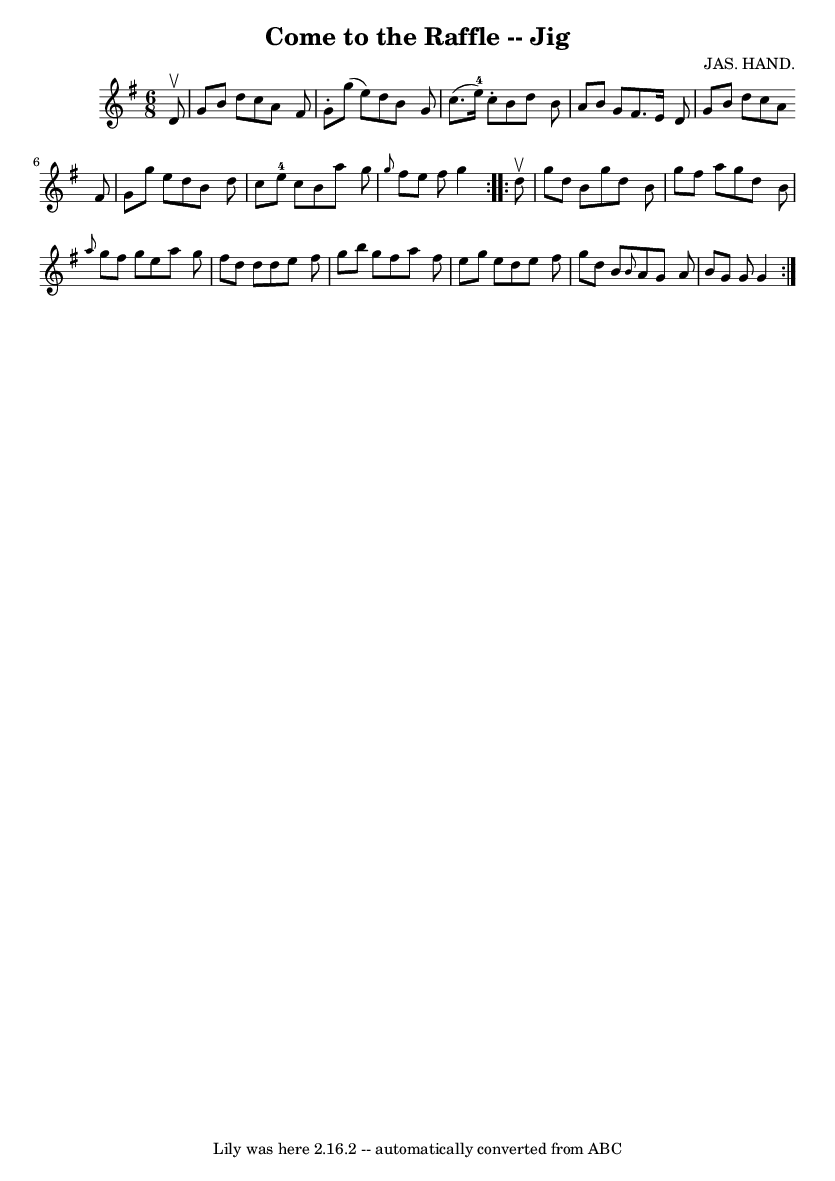 Come to the Raffle -- Jig
JAS. HAND.
6
8
4
6
4
Lily was here 2.16.2 -- automatically converted from ABC